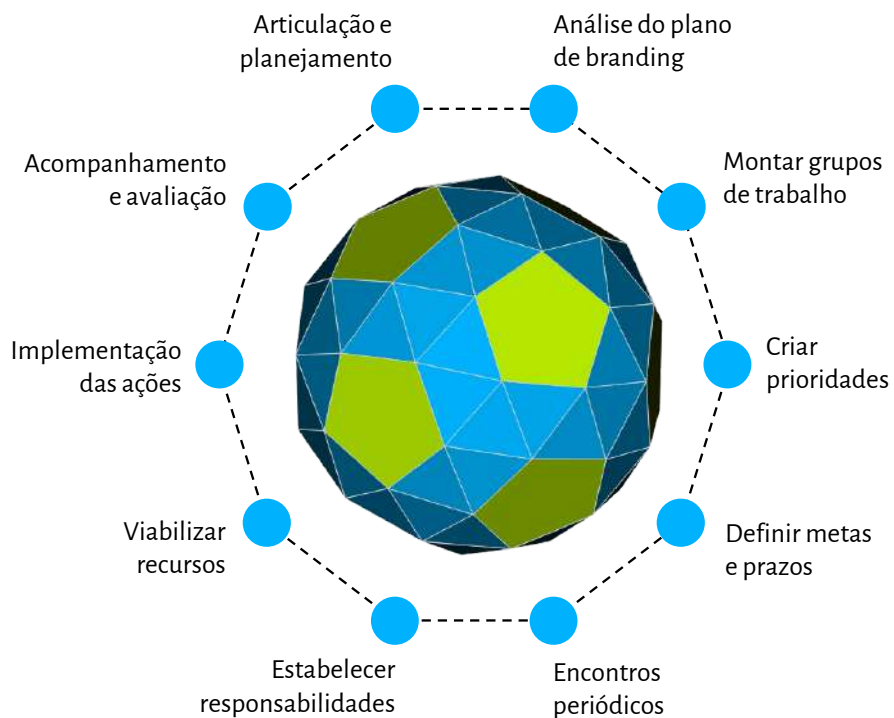 Articulação e
planejamento
Análise do plano
de branding
Montar grupos
de trabalho
Criar
prioridades
Definir metas
e prazos
Encontros
periódicos
Estabelecer
responsabilidades
Viabilizar
recursos
Implementação
das ações
Acompanhamento
e avaliação